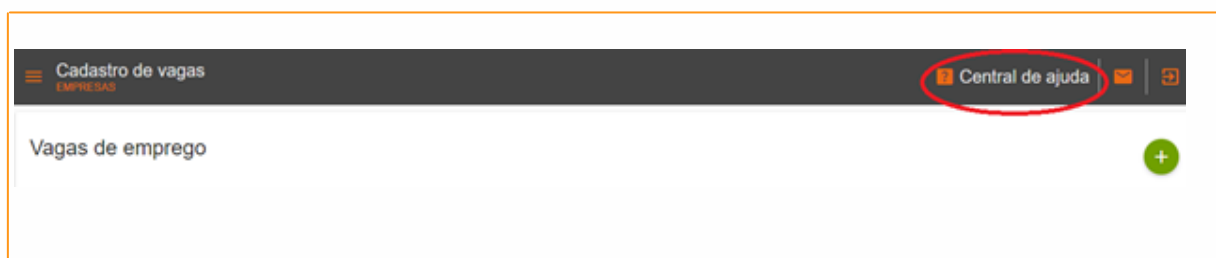 Cadastro de vagas
EMPRESAS
Central de ajuda
Vagas de emprego